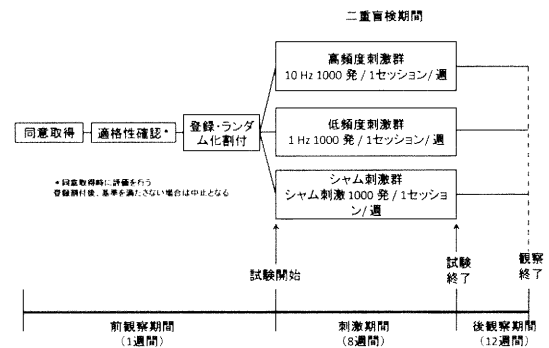 二重盲検期間
高頻度刺激群
10 Hz 1000 発 / 1セッション/ 週
同意取得
適格性確認 *
登録・ランダ
ム化割付
低頻度刺激群
1 Hz 1000 発 / 1セッション/ 週
シャム刺激群
シャム刺激 1000 発 / 1セッショ
ン/ 週
* 同意取得時に評価を行う
登録割付後、基準を満たさない場合は中止となる
試験開始
試験
終了
観察
終了
前観察期間
（1週間）
刺激期間
（8週間）
後観察期間
（12週間）